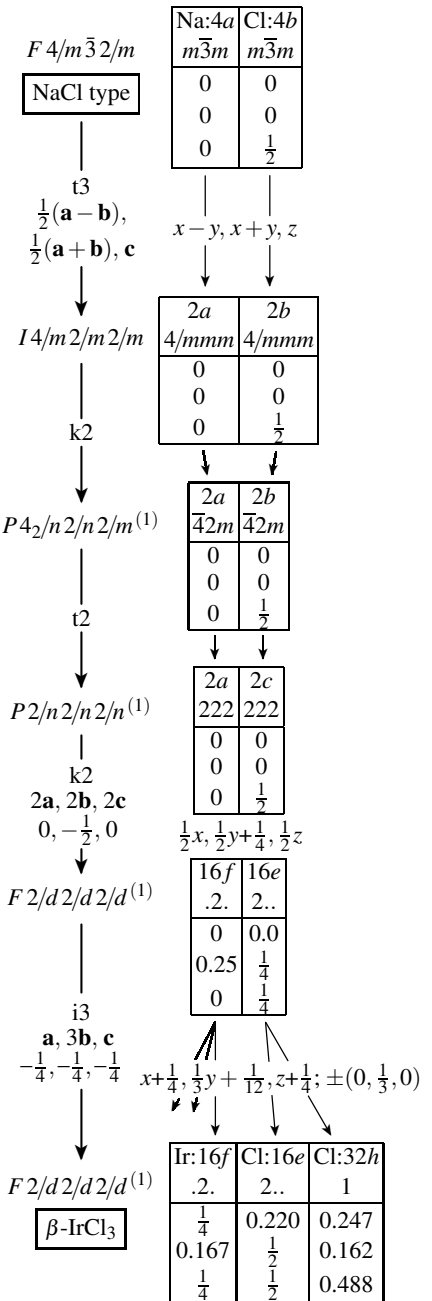 Na:4a Cl:4b
F 4/m 3̅ 2/m
m3̅m m3̅m
NaCl type
0 0
0 0
0 1/2
t3
1/2(a − b),
1/2(a + b), c
x − y, x + y, z
2a 2b
I 4/m 2/m 2/m
4/mmm 4/mmm
0 0
0 0
0 1/2
k2
2a 2b
P 4₂/n 2/n 2/m⁽¹⁾
4̅2m 4̅2m
0 0
0 0
0 1/2
t2
2a 2c
P 2/n 2/n 2/n⁽¹⁾
222 222
0 0
0 0
0 1/2
k2
2a, 2b, 2c
0, −1/2, 0
1/2x, 1/2y+1/4, 1/2z
16f 16e
F 2/d 2/d 2/d⁽¹⁾
.2. 2..
0 0.0
0.25 1/4
0 1/4
i3
a, 3b, c
−1/4, −1/4, −1/4
x+1/4, 1/3y + 1/12, z+1/4; ±(0, 1/3, 0)
Ir:16f Cl:16e Cl:32h
F 2/d 2/d 2/d⁽¹⁾
.2. 2.. 1
β-IrCl₃
1/4 0.220 0.247
0.167 1/2 0.162
1/4 1/2 0.488